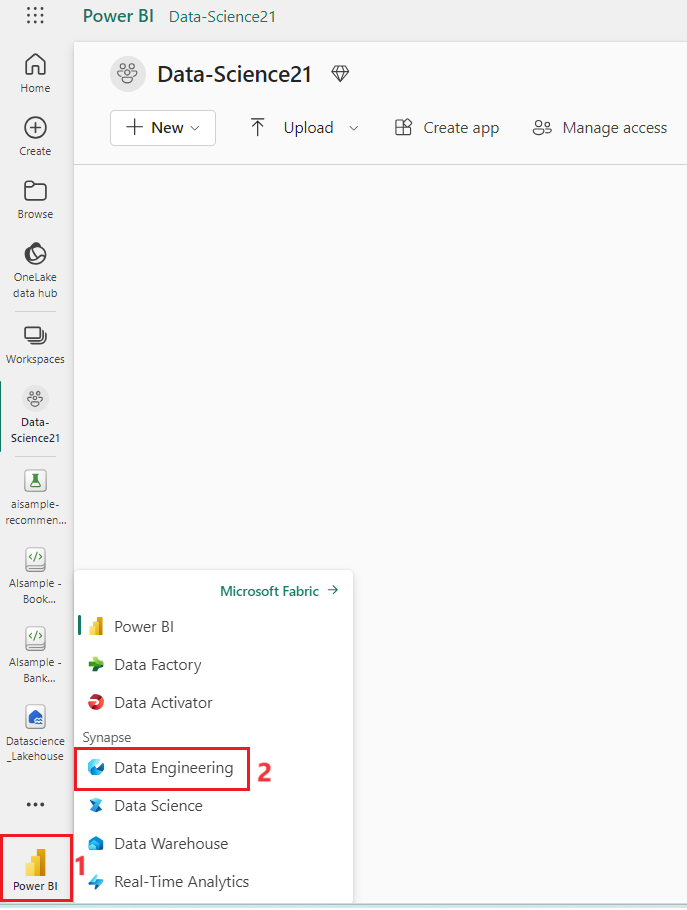 Power BI Data-Science21
Home
Create
Browse
OneLake
data hub
Workspaces
Data-
Science21
aisample-
recommen...
AIsample -
Book...
AIsample -
Bank...
Datascience
_Lakehouse
Power BI
1
Data-Science21
New Upload Create app Manage access
Microsoft Fabric
Power BI
Data Factory
Data Activator
Synapse
Data Engineering
2
Data Science
Data Warehouse
Real-Time Analytics